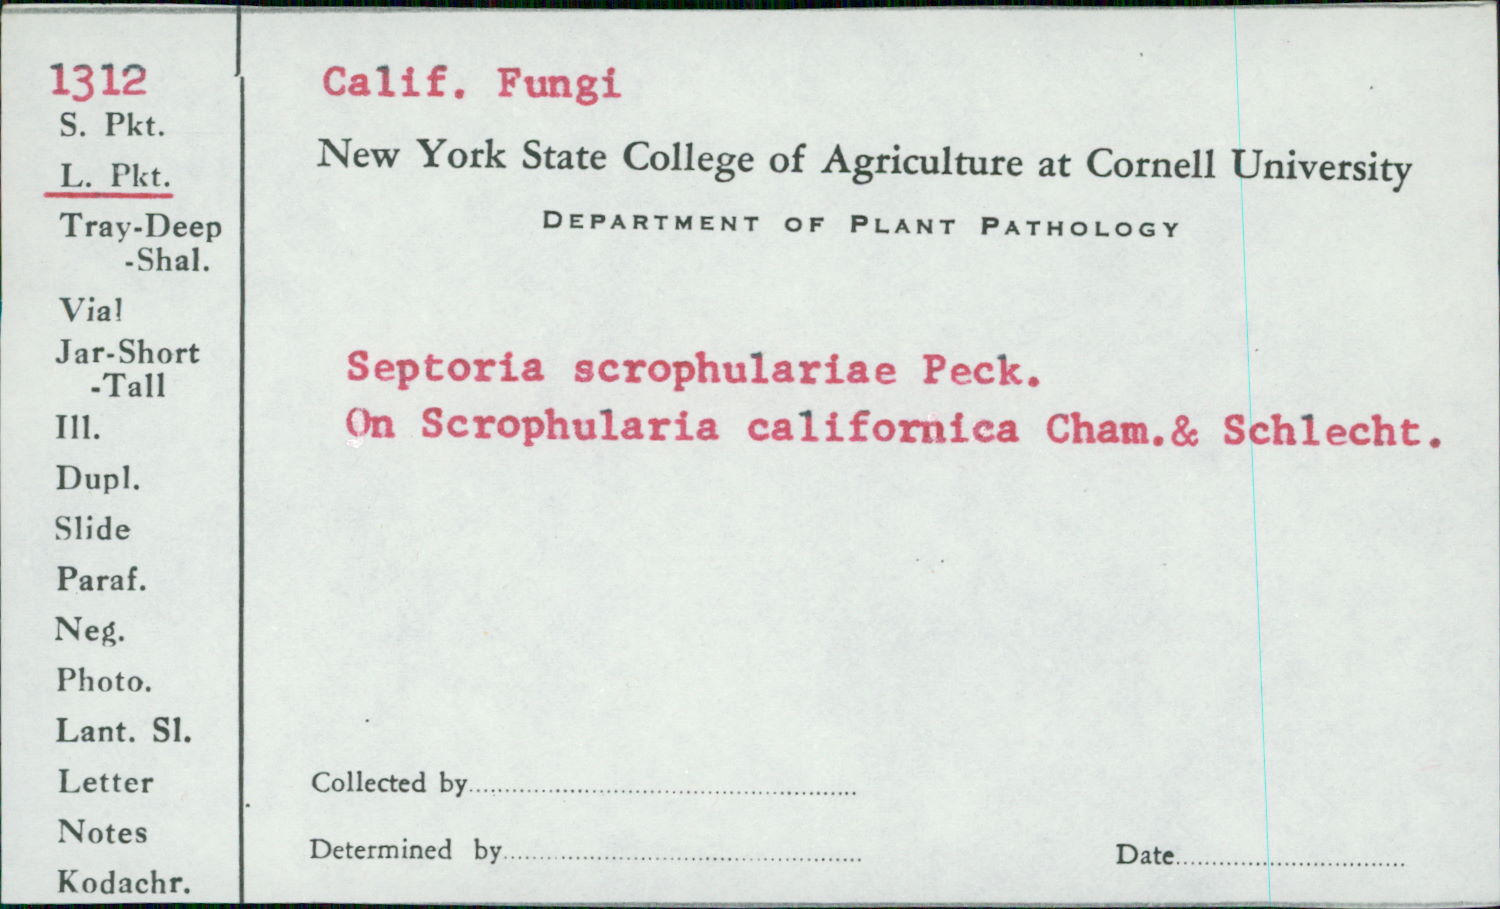 1312
S. Pkt.
L. Pkt.
Tray-Deep
-Shal.
Vial
Jar-Short
-Tall
Ill.
Dupl.
Slide
Paraf.
Neg.
Photo.
Lant. Sl.
Letter
Notes
Kodachr.
Calif. Fungi
New York State College of Agriculture at Cornell University
DEPARTMENT OF PLANT PATHOLOGY
Septoria scrophulariae Peck.
On Scrophularia californica Cham.& Schlecht.
Collected by
Determined by
Date